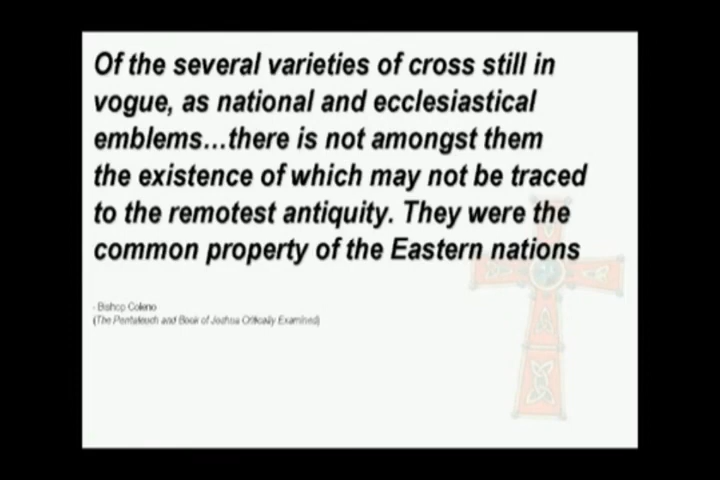 Of the several varieties of cross still in
vogue, as national and ecclesiastical
emblems...there is not amongst them
the existence of which may not be traced
to the remotest antiquity. They were the
common property of the Eastern nations
- Bishop Coleno
(The Pentateuch and Book of Joshua Critically Examined)